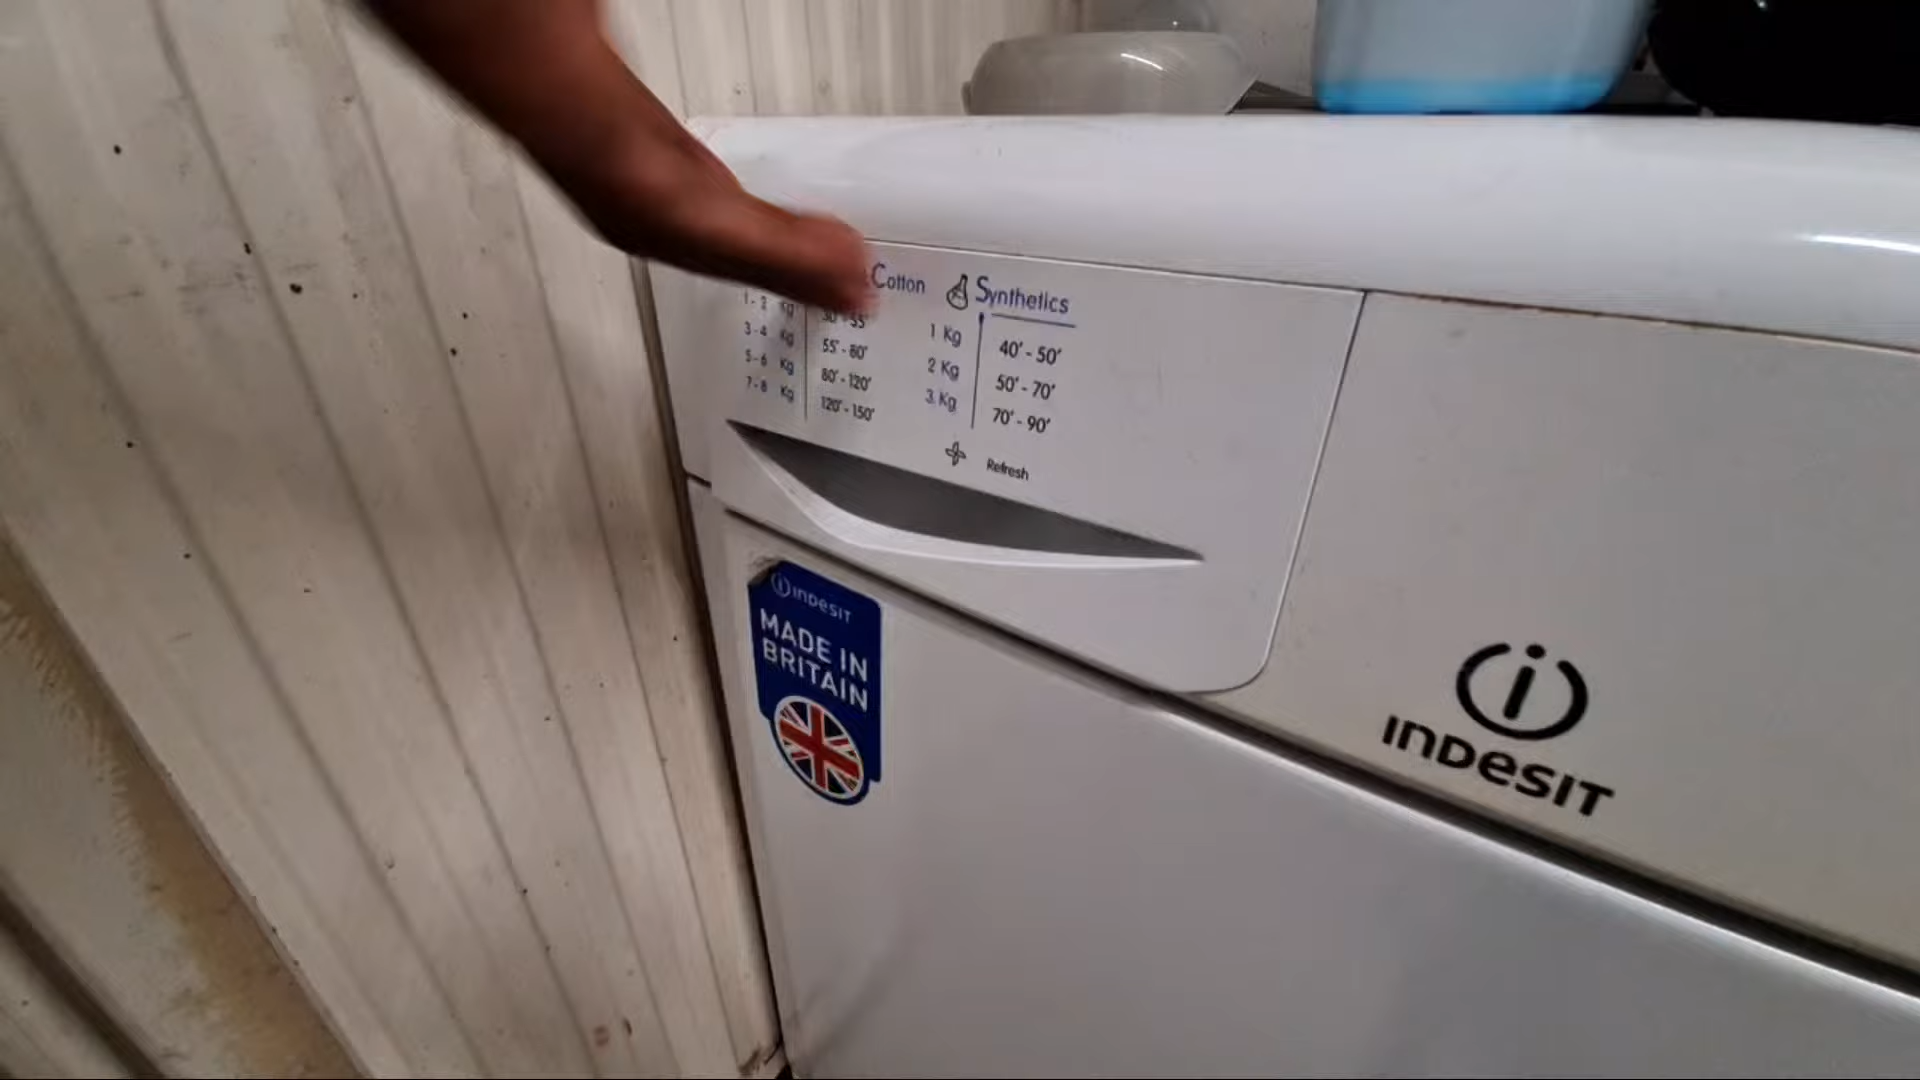 Cotton
1-2 Kg 30'-55'
3-4 Kg 55'-80'
5-6 Kg 80'-120'
7-8 Kg 120'-150'
Synthetics
1 Kg 40'-50'
2 Kg 50'-70'
3 Kg 70'-90'
Refresh
INDESIT
MADE IN
BRITAIN
INDESIT